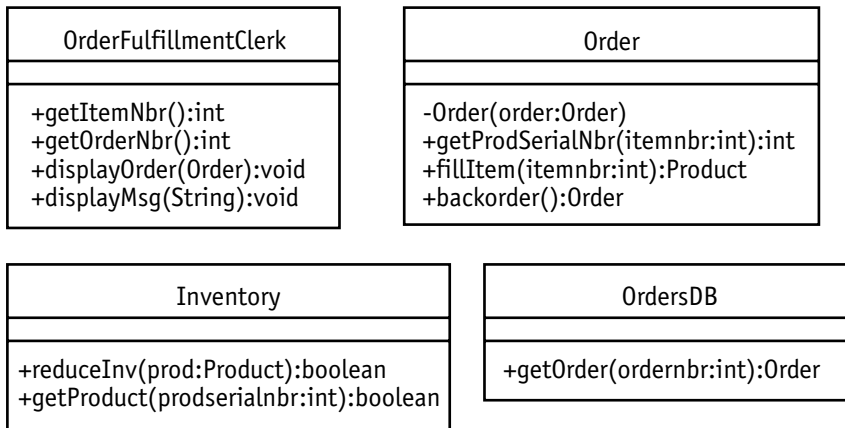 OrderFulfillmentClerk
+getItemNbr():int
+getOrderNbr():int
+displayOrder(Order):void
+displayMsg(String):void
Order
-Order(order:Order)
+getProdSerialNbr(itemnbr:int):int
+fillItem(itemnbr:int):Product
+backorder():Order
Inventory
+reduceInv(prod:Product):boolean
+getProduct(prodserialnbr:int):boolean
OrdersDB
+getOrder(ordernbr:int):Order